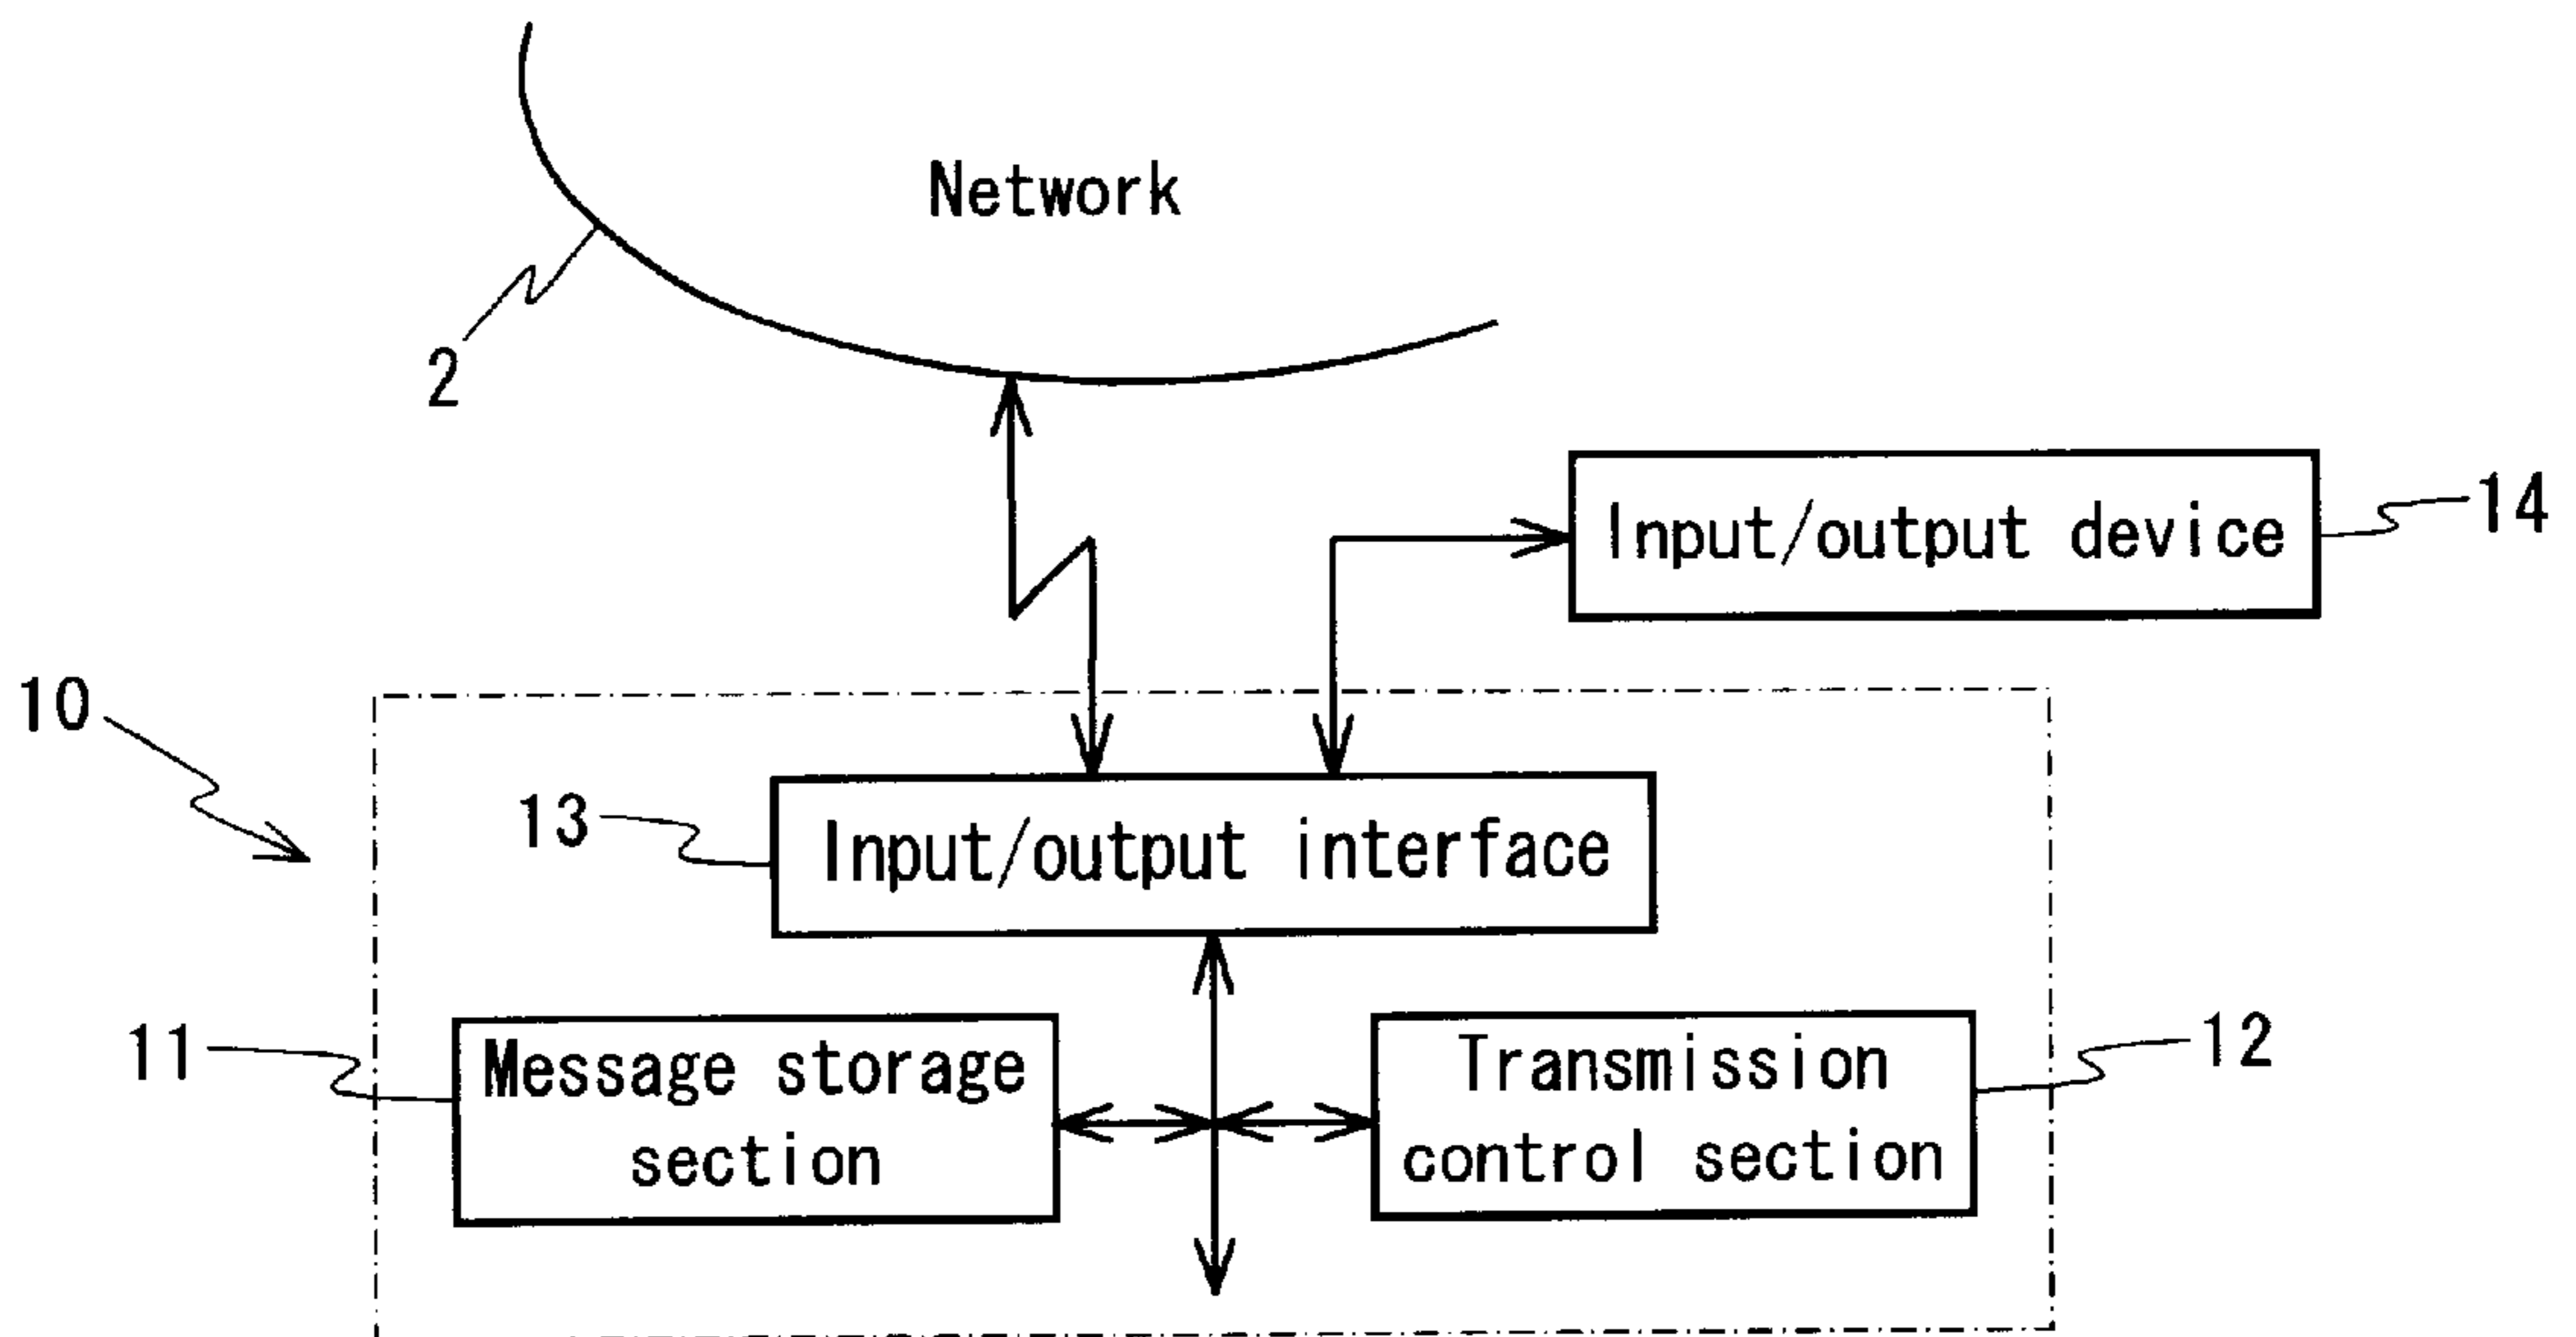 Network
2
Input/output device
14
10
13
Input/output interface
11
Message storage
section
Transmission
control section
12